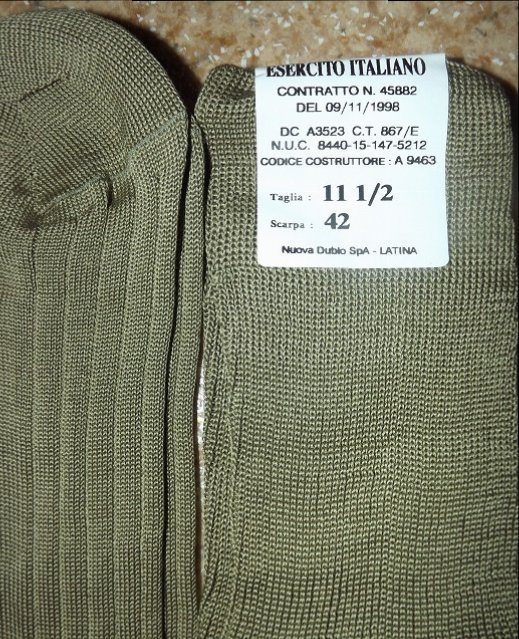 ESERCITO ITALIANO
CONTRATTO N. 45882
DEL 09/11/1998
DC A3523 C.T. 867/E
N.U.C. 8440-15-147-5212
CODICE COSTRUTTORE : A 9463
Taglia : 11 1/2
Scarpa : 42
Nuova Dublo SpA - LATINA